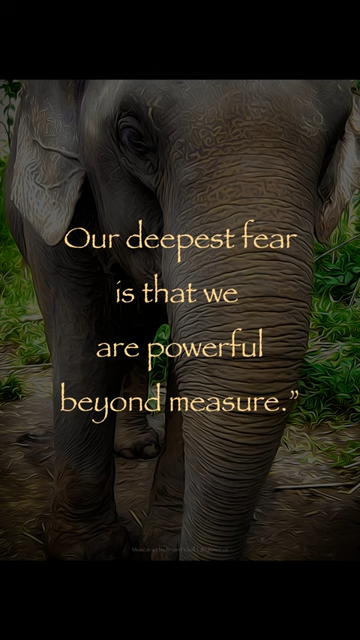 Our deepest fear
is that we
are powerful
beyond measure.”